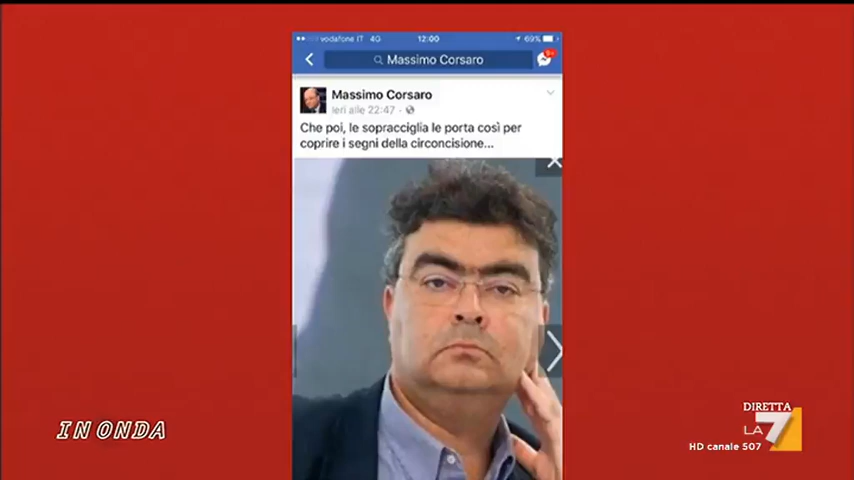 vodafone IT 4G 12:00 69%
Massimo Corsaro
9+
Massimo Corsaro
Ieri alle 22:47
Che poi, le sopracciglia le porta così per
coprire i segni della circoncisione...
IN ONDA
DIRETTA
LA 7
HD canale 507